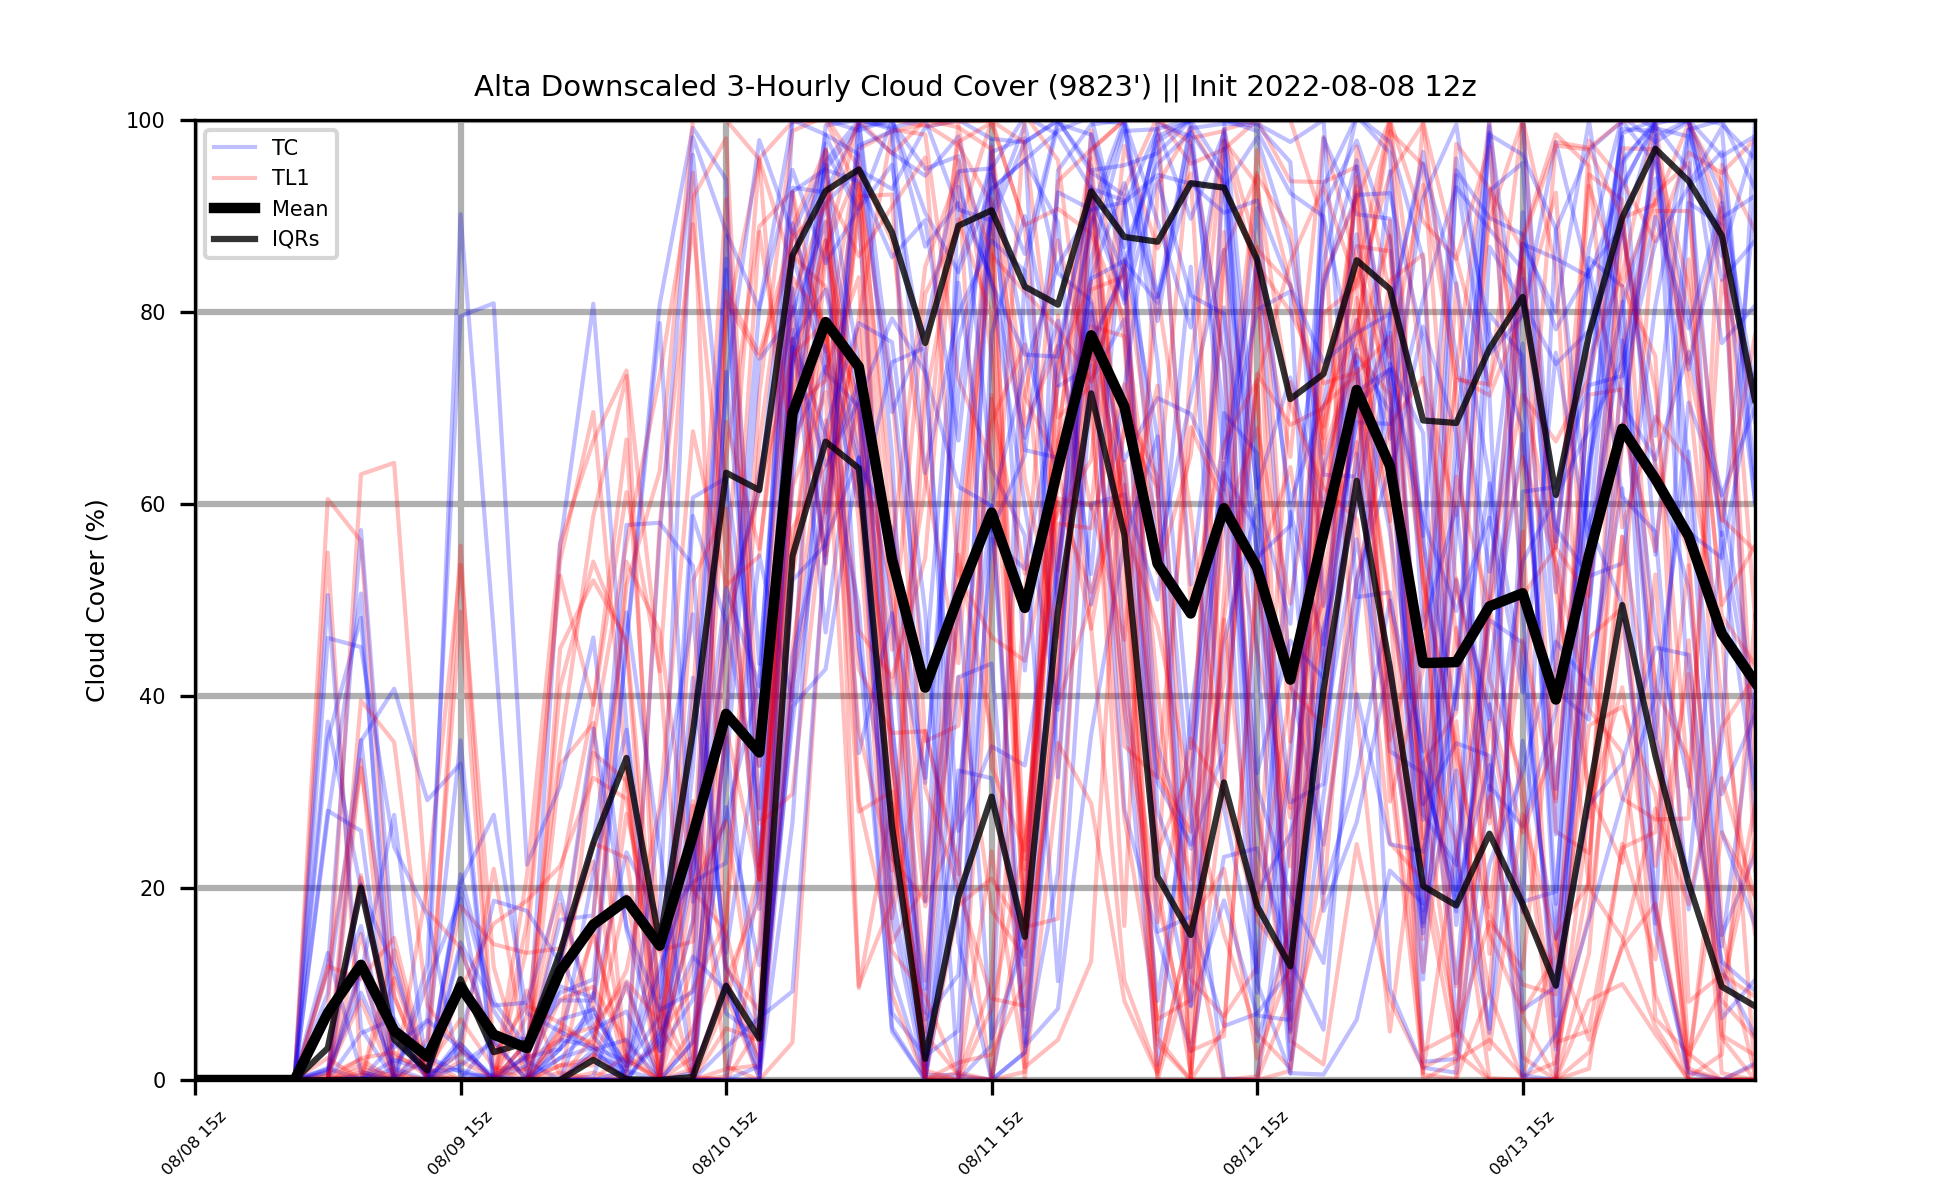 Alta Downscaled 3-Hourly Cloud Cover (9823') || Init 2022-08-08 12z
TC
TL1
Mean
IQRs
Cloud Cover (%)
100
80
60
40
20
0
08/08 15z
08/09 15z
08/10 15z
08/11 15z
08/12 15z
08/13 15z